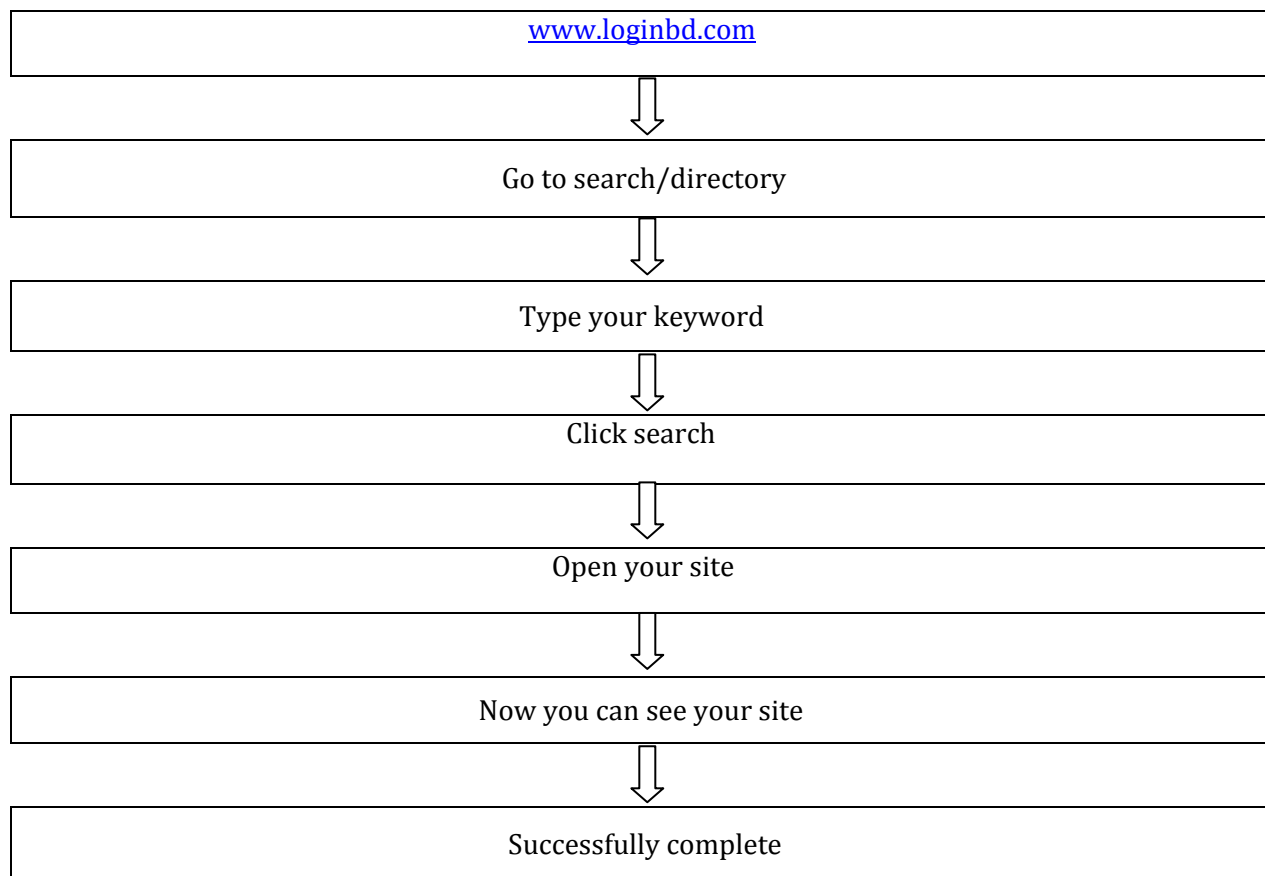 www.loginbd.com
Go to search/directory
Type your keyword
Click search
Open your site
Now you can see your site
Successfully complete